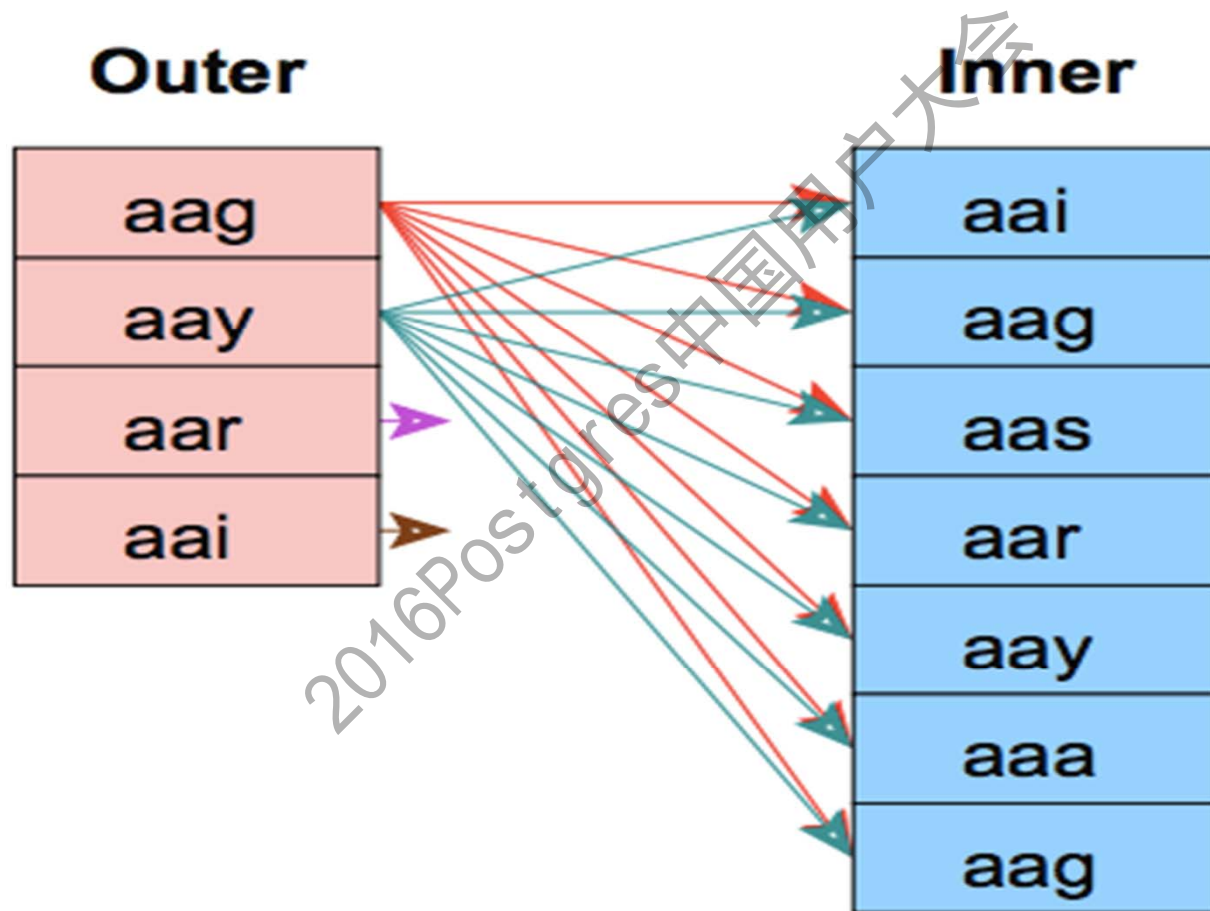 Outer
Inner
aag
aay
aar
aai
aai
aag
aas
aar
aay
aaa
aag
2016Postgres中国用户大会